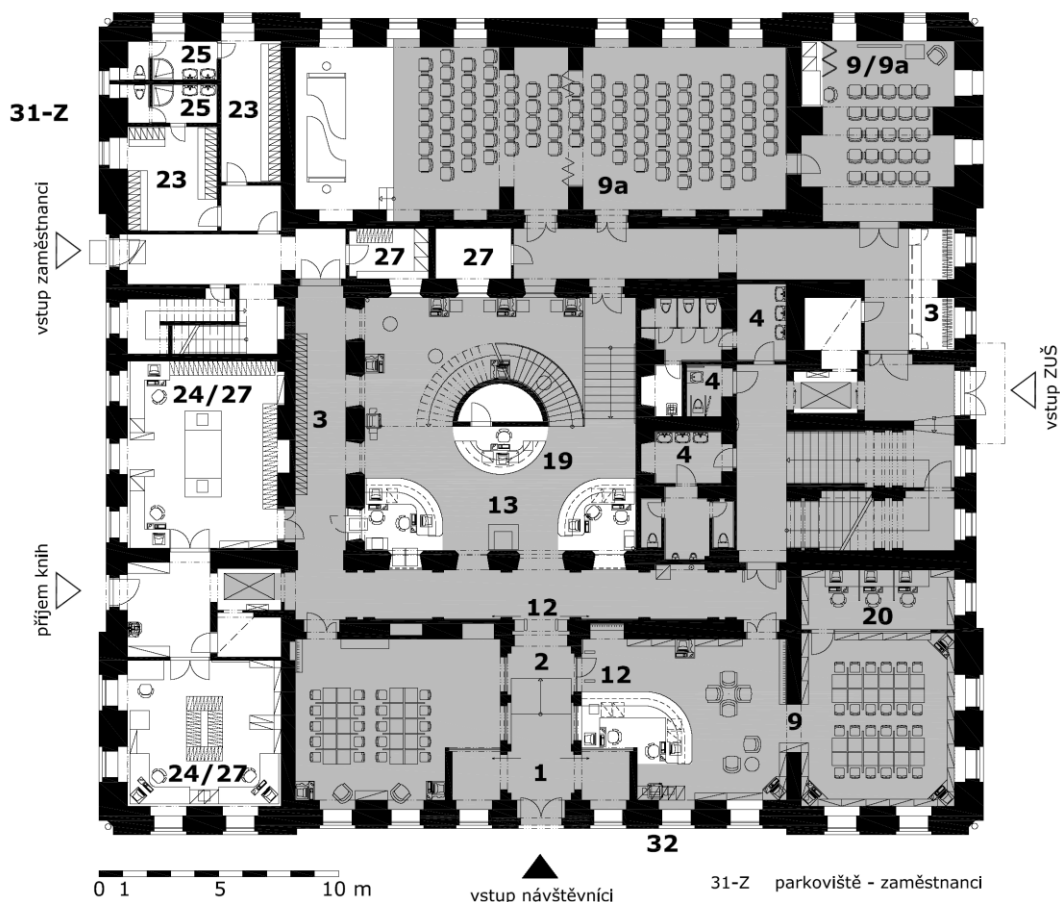 25
9/9a
31-Z
25
23
23
9a
vstup zaměstnanci
27
27
3
4
vstup ZUŠ
24/27
3
4
19
4
13
příjem knih
12
20
2
12
9
24/27
1
32
0 1 5 10 m
vstup návštěvníci
31-Z parkoviště - zaměstnanci